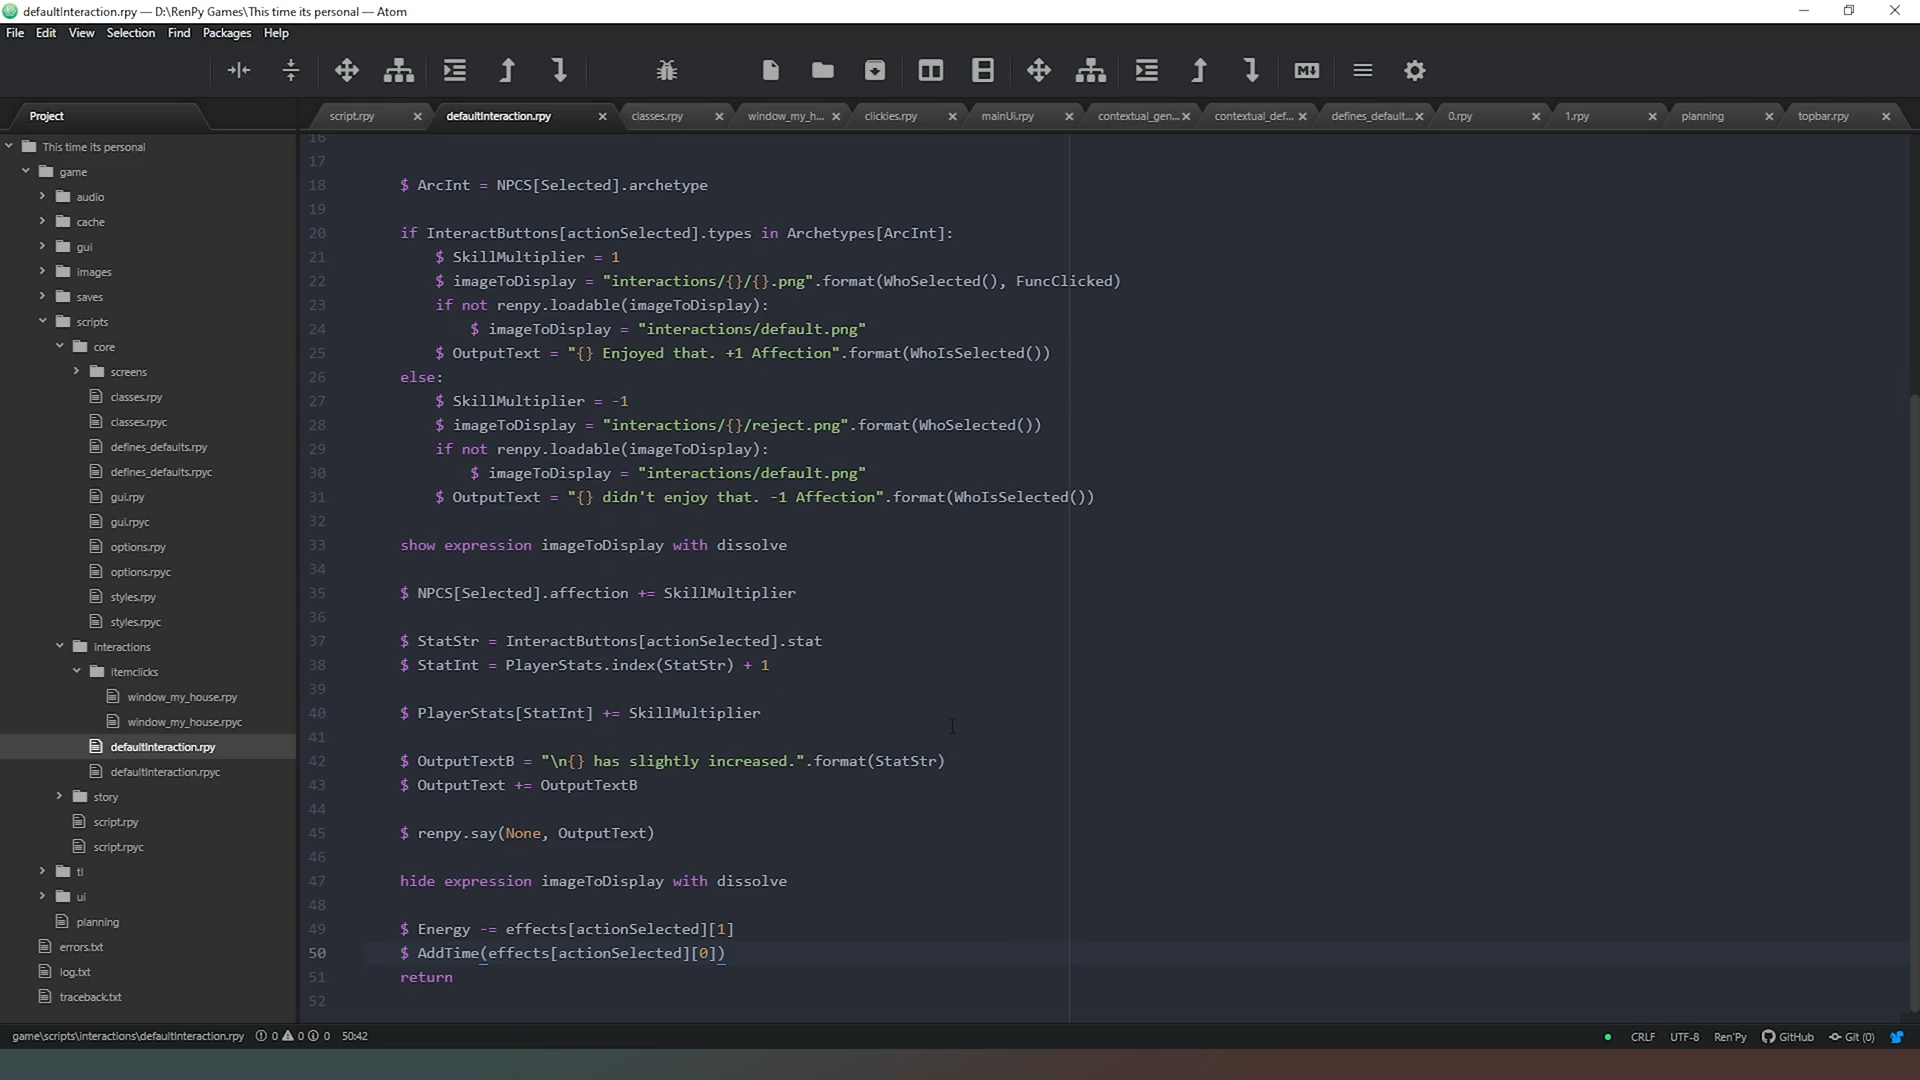 defaultInteraction.rpy — D:\RenPy Games\This time its personal — Atom
File Edit View Selection Find Packages Help
Project
script.rpy defaultInteraction.rpy classes.rpy window_my_h... clickies.rpy mainUi.rpy contextual_gen... contextual_def... defines_default... 0.rpy 1.rpy planning topbar.rpy
This time its personal
game
audio
cache
gui
images
saves
scripts
core
screens
classes.rpy
classes.rpyc
defines_defaults.rpy
defines_defaults.rpyc
gui.rpy
gui.rpyc
options.rpy
options.rpyc
styles.rpy
styles.rpyc
interactions
itemclicks
window_my_house.rpy
window_my_house.rpyc
defaultInteraction.rpy
defaultInteraction.rpyc
story
script.rpy
script.rpyc
tl
ui
planning
errors.txt
log.txt
traceback.txt
16
17
18 $ ArcInt = NPCS[Selected].archetype
19
20 if InteractButtons[actionSelected].types in Archetypes[ArcInt]:
21 $ SkillMultiplier = 1
22 $ imageToDisplay = "interactions/{}/{}.png".format(WhoSelected(), FuncClicked)
23 if not renpy.loadable(imageToDisplay):
24 $ imageToDisplay = "interactions/default.png"
25 $ OutputText = "{} Enjoyed that. +1 Affection".format(WhoIsSelected())
26 else:
27 $ SkillMultiplier = -1
28 $ imageToDisplay = "interactions/{}/reject.png".format(WhoSelected())
29 if not renpy.loadable(imageToDisplay):
30 $ imageToDisplay = "interactions/default.png"
31 $ OutputText = "{} didn't enjoy that. -1 Affection".format(WhoIsSelected())
32
33 show expression imageToDisplay with dissolve
34
35 $ NPCS[Selected].affection += SkillMultiplier
36
37 $ StatStr = InteractButtons[actionSelected].stat
38 $ StatInt = PlayerStats.index(StatStr) + 1
39
40 $ PlayerStats[StatInt] += SkillMultiplier
41
42 $ OutputTextB = "\n{} has slightly increased.".format(StatStr)
43 $ OutputText += OutputTextB
44
45 $ renpy.say(None, OutputText)
46
47 hide expression imageToDisplay with dissolve
48
49 $ Energy -= effects[actionSelected][1]
50 $ AddTime(effects[actionSelected][0])
51 return
52
game\scripts\interactions\defaultInteraction.rpy 0 0 0 50:42 CRLF UTF-8 Ren'Py GitHub Git (0)